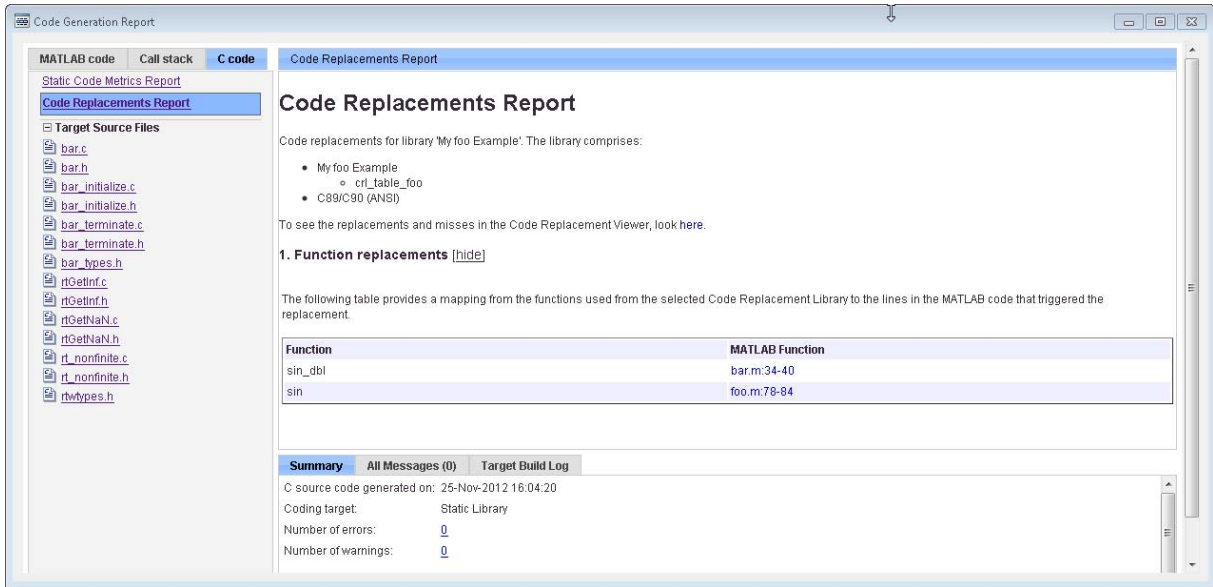 Code Generation Report
MATLAB code Call stack C code
Static Code Metrics Report
Code Replacements Report
Target Source Files
bar.c
bar.h
bar_initialize.c
bar_initialize.h
bar_terminate.c
bar_terminate.h
bar_types.h
rtGetInf.c
rtGetInf.h
rtGetNaN.c
rtGetNaN.h
rt_nonfinite.c
rt_nonfinite.h
rtwtypes.h
Code Replacements Report
Code Replacements Report
Code replacements for library 'My foo Example'. The library comprises:
My foo Example
crl_table_foo
C89/C90 (ANSI)
To see the replacements and misses in the Code Replacement Viewer, look here.
1. Function replacements [hide]
The following table provides a mapping from the functions used from the selected Code Replacement Library to the lines in the MATLAB code that triggered the
replacement.
Function MATLAB Function
sin_dbl bar.m:34-40
sin foo.m:78-84
Summary All Messages (0) Target Build Log
C source code generated on: 25-Nov-2012 16:04:20
Coding target: Static Library
Number of errors: 0
Number of warnings: 0